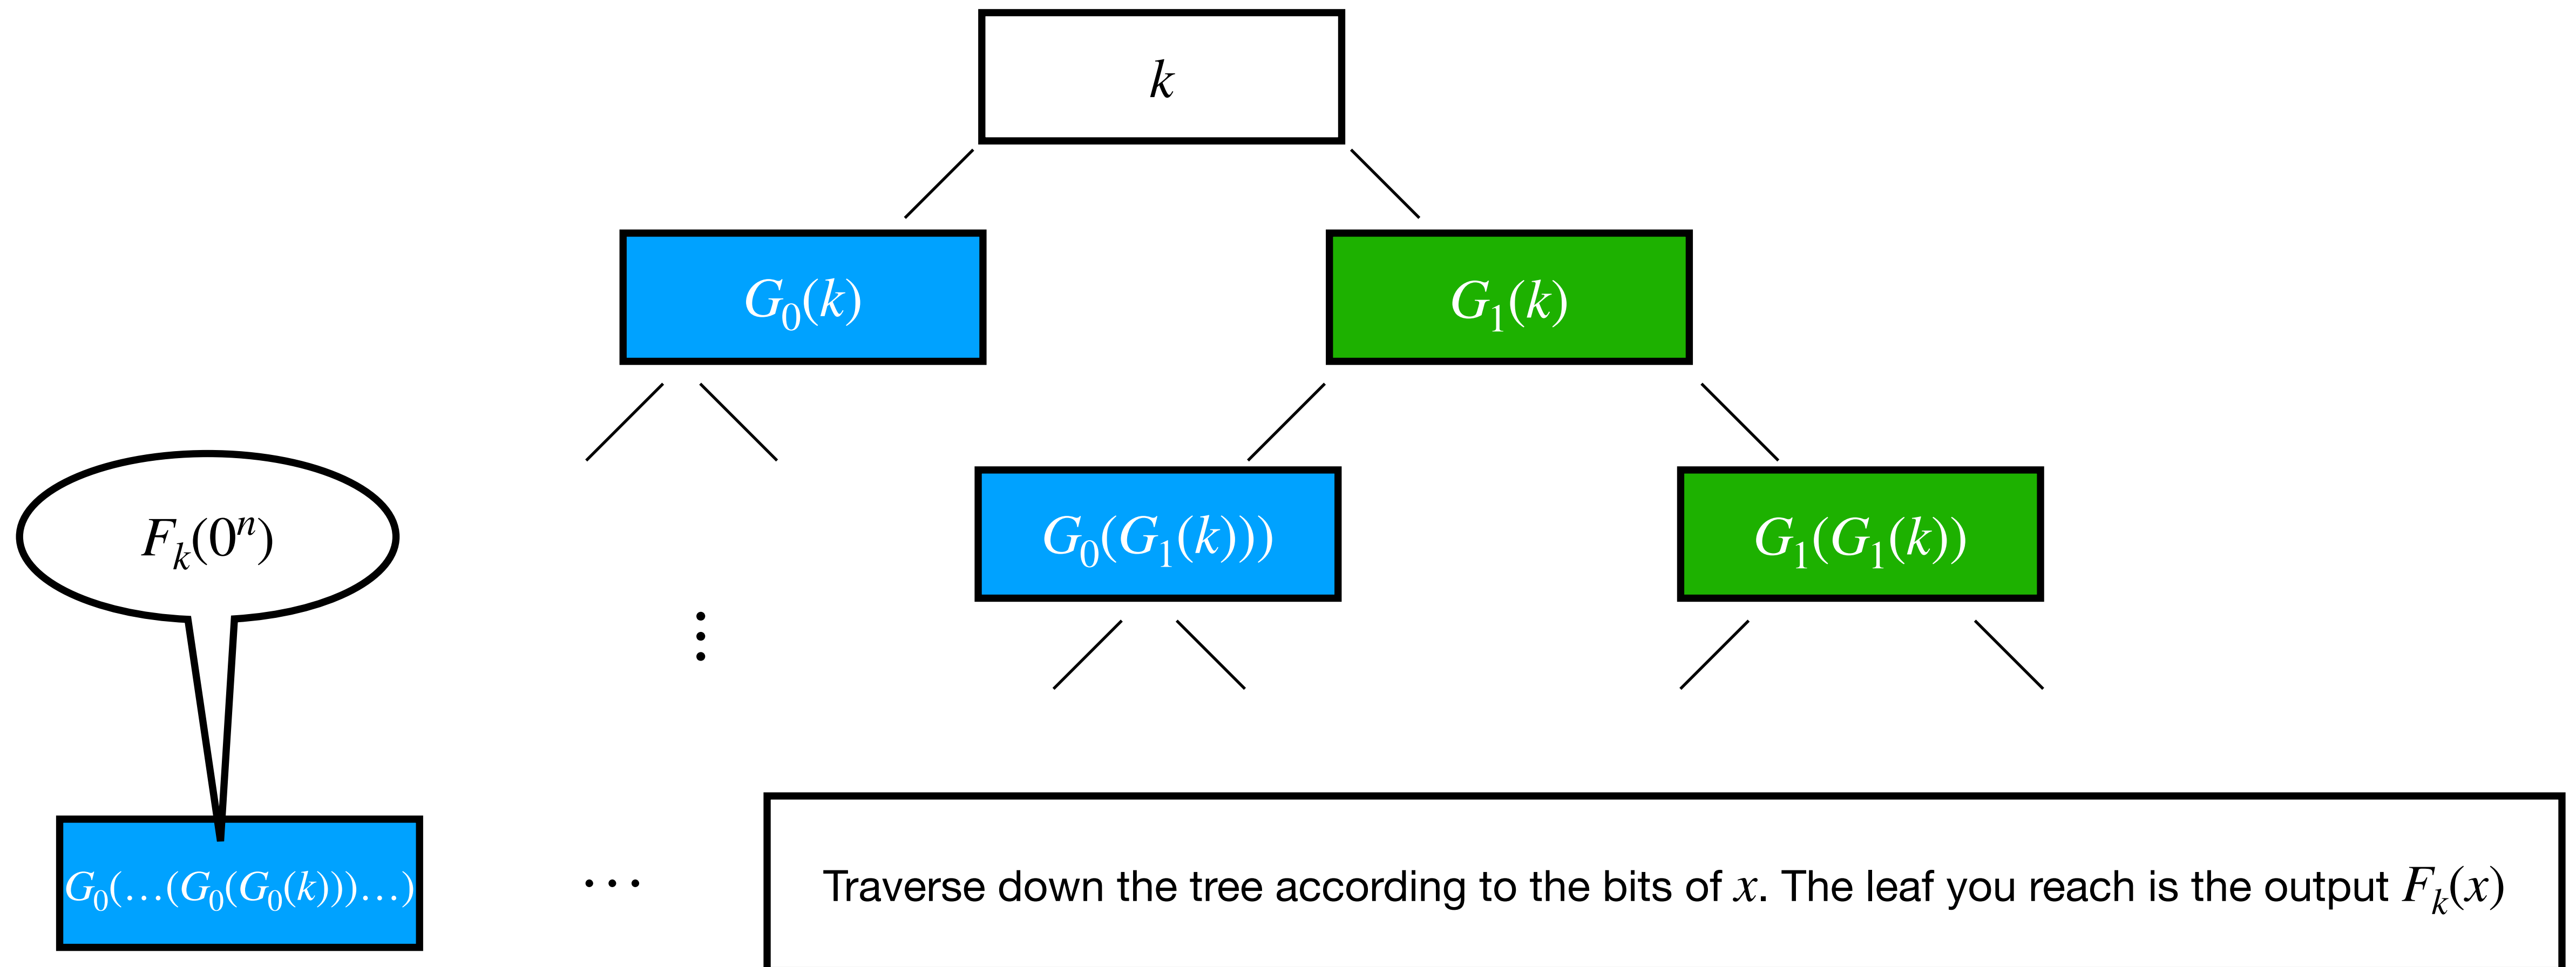 k
G₀(k)
G₁(k)
Fₖ(0ⁿ)
G₀(G₁(k)))
G₁(G₁(k))
⋮
G₀(…(G₀(G₀(k)))…)
…
Traverse down the tree according to the bits of x. The leaf you reach is the output Fₖ(x)